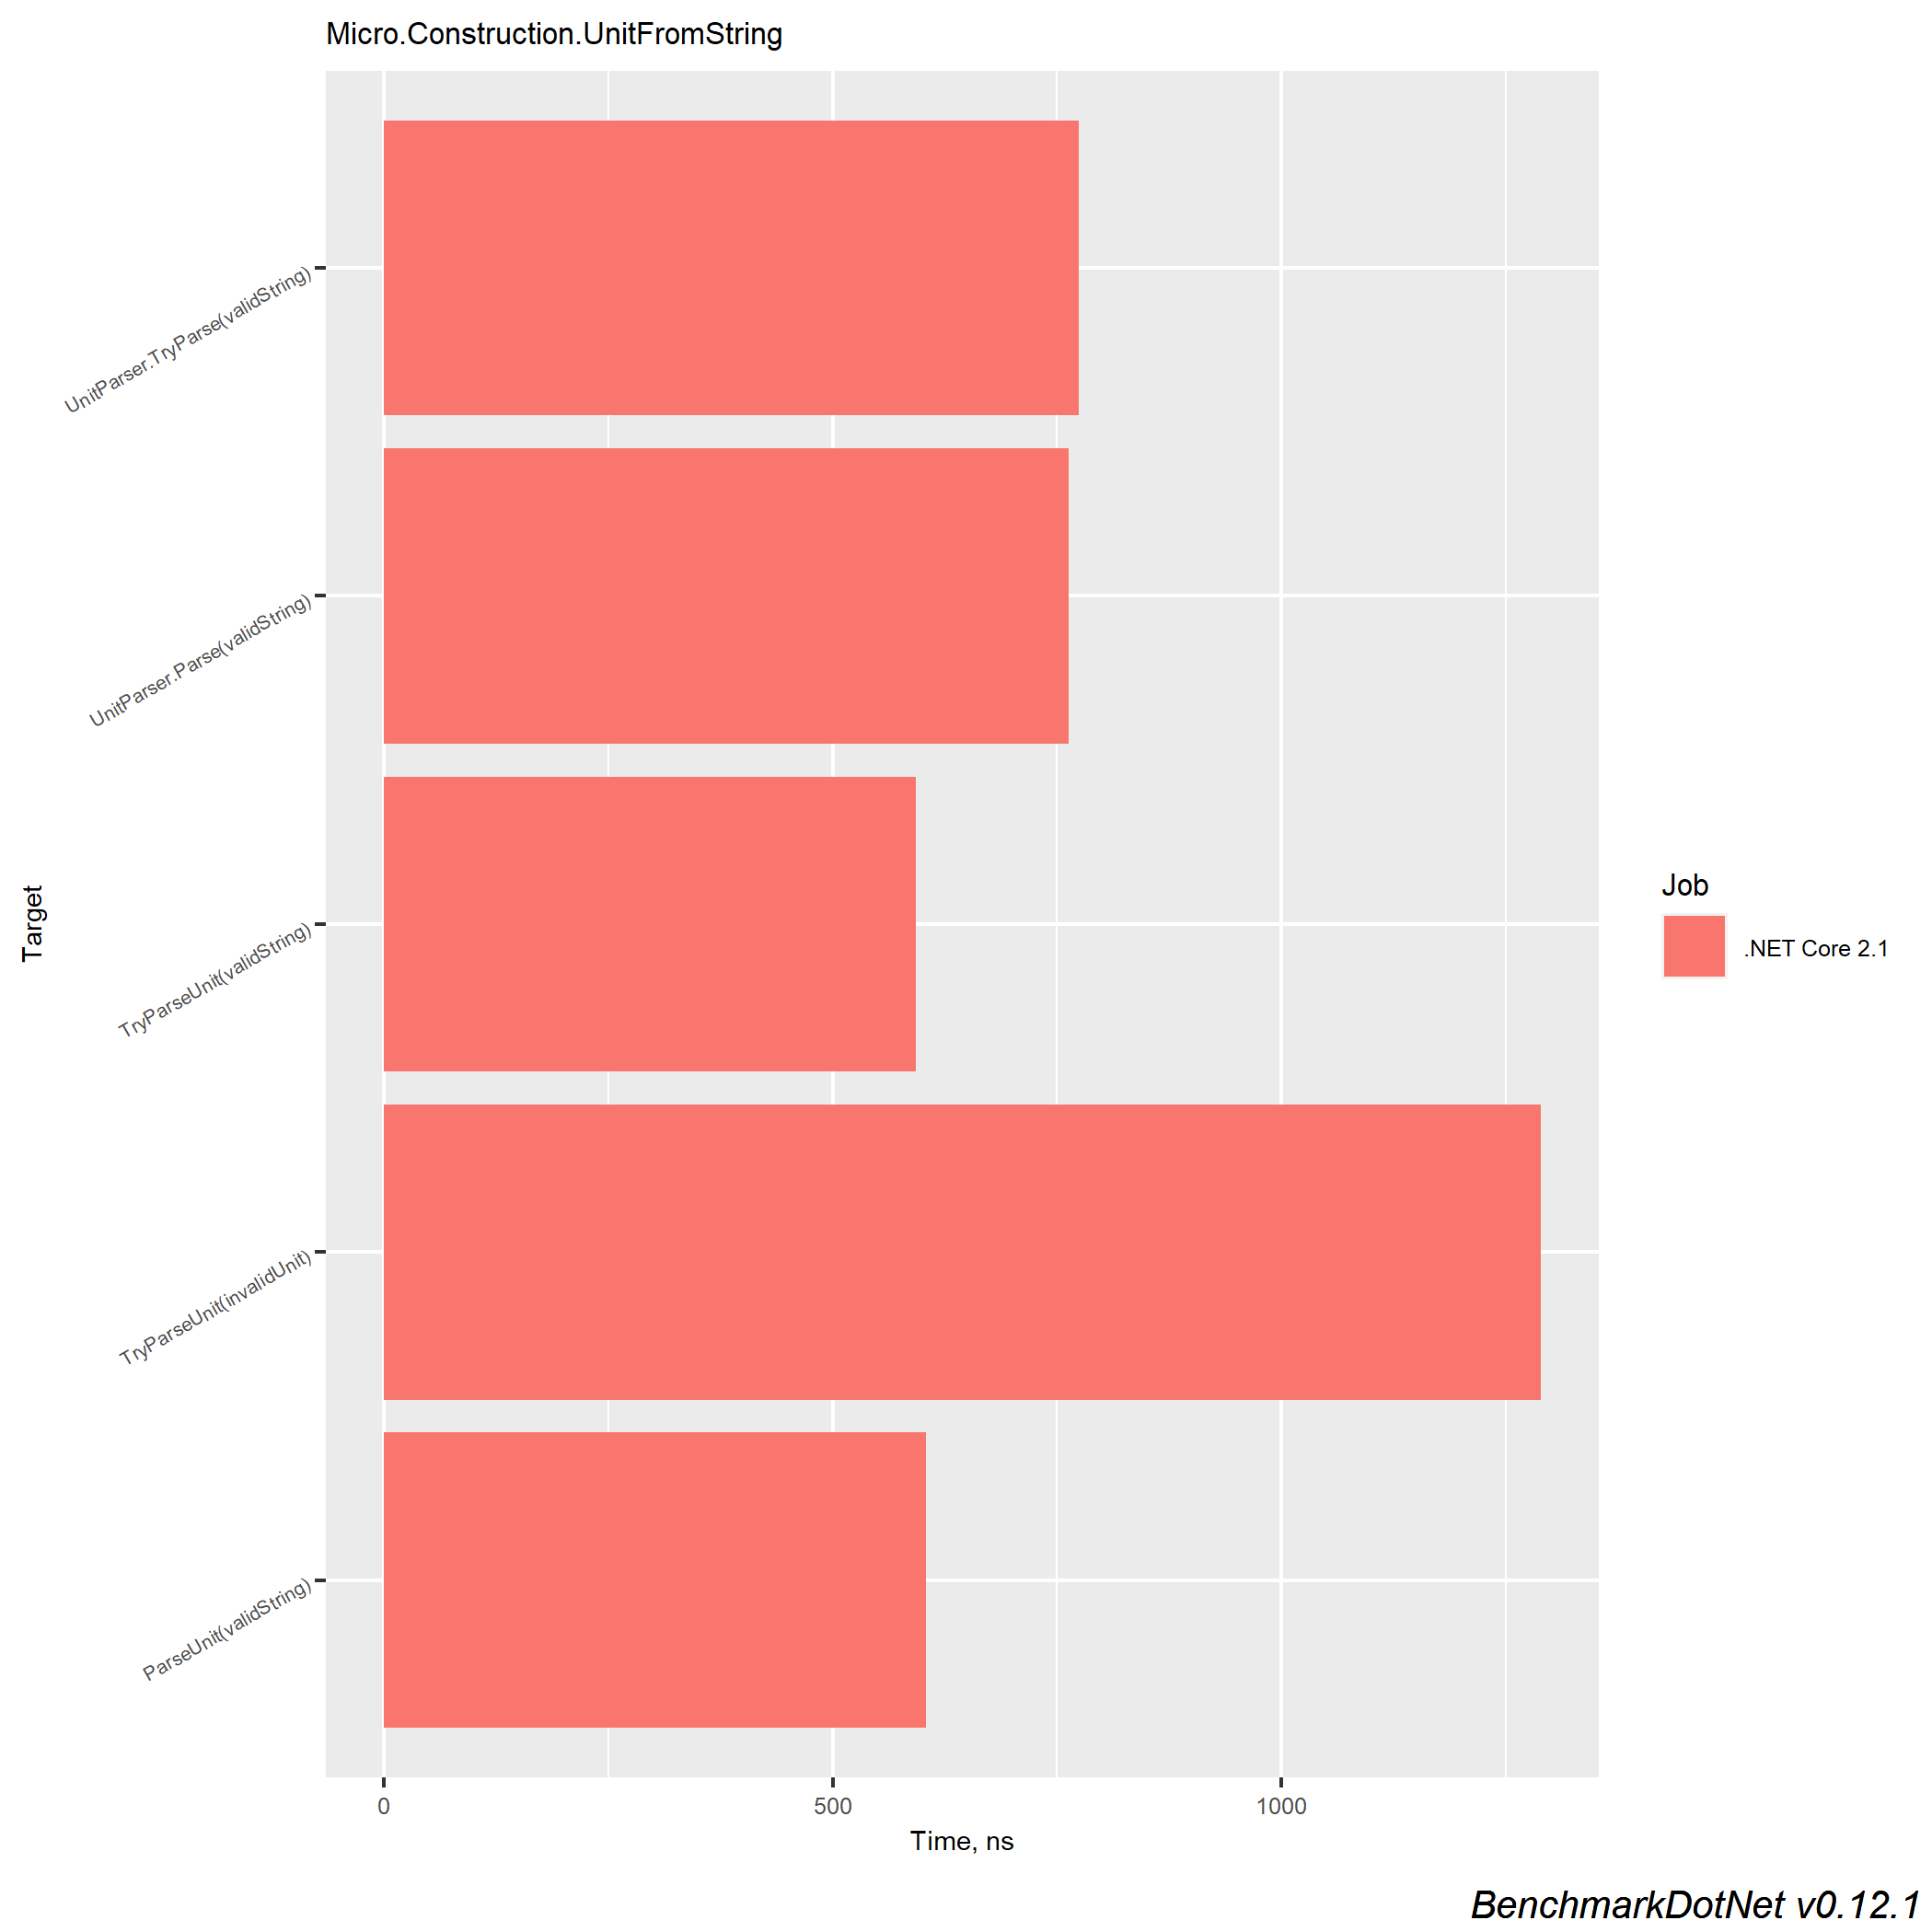 Micro.Construction.UnitFromString
UnitParser.TryParse(validString)
UnitParser.Parse(validString)
TryParseUnit(validString)
TryParseUnit(invalidUnit)
ParseUnit(validString)
Target
0
500
1000
Time, ns
Job
.NET Core 2.1
BenchmarkDotNet v0.12.1